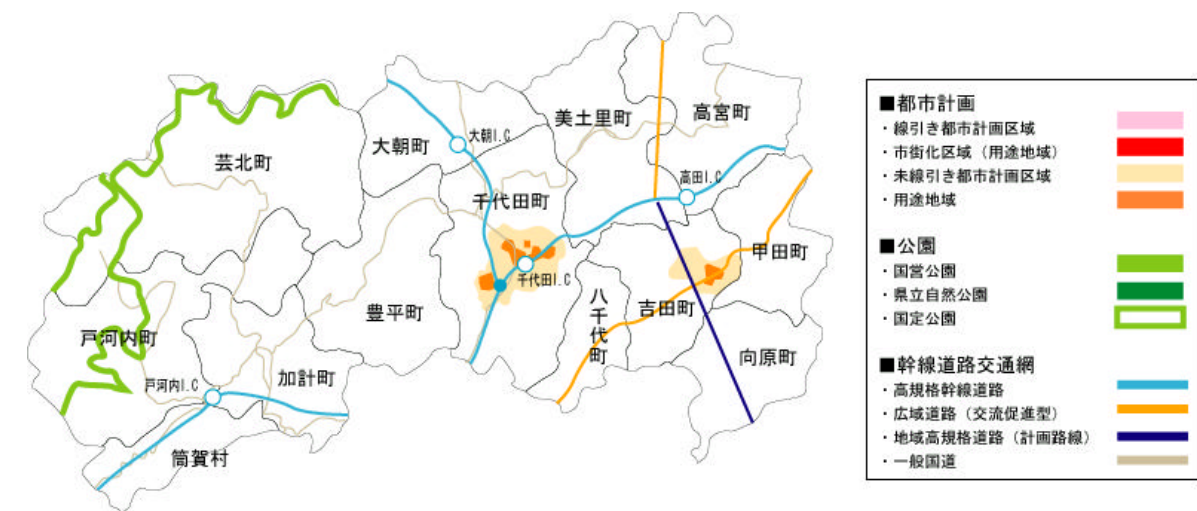 芸北町
大朝町
大朝I.C
美土里町
高宮町
千代田町
高田I.C
千代田I.C
甲田町
豊平町
八千代町
吉田町
向原町
戸河内町
戸河内I.C
加計町
筒賀村
■都市計画
・線引き都市計画区域
・市街化区域（用途地域）
・未線引き都市計画区域
・用途地域
■公園
・国営公園
・県立自然公園
・国定公園
■幹線道路交通網
・高規格幹線道路
・広域道路（交流促進型）
・地域高規格道路（計画路線）
・一般国道